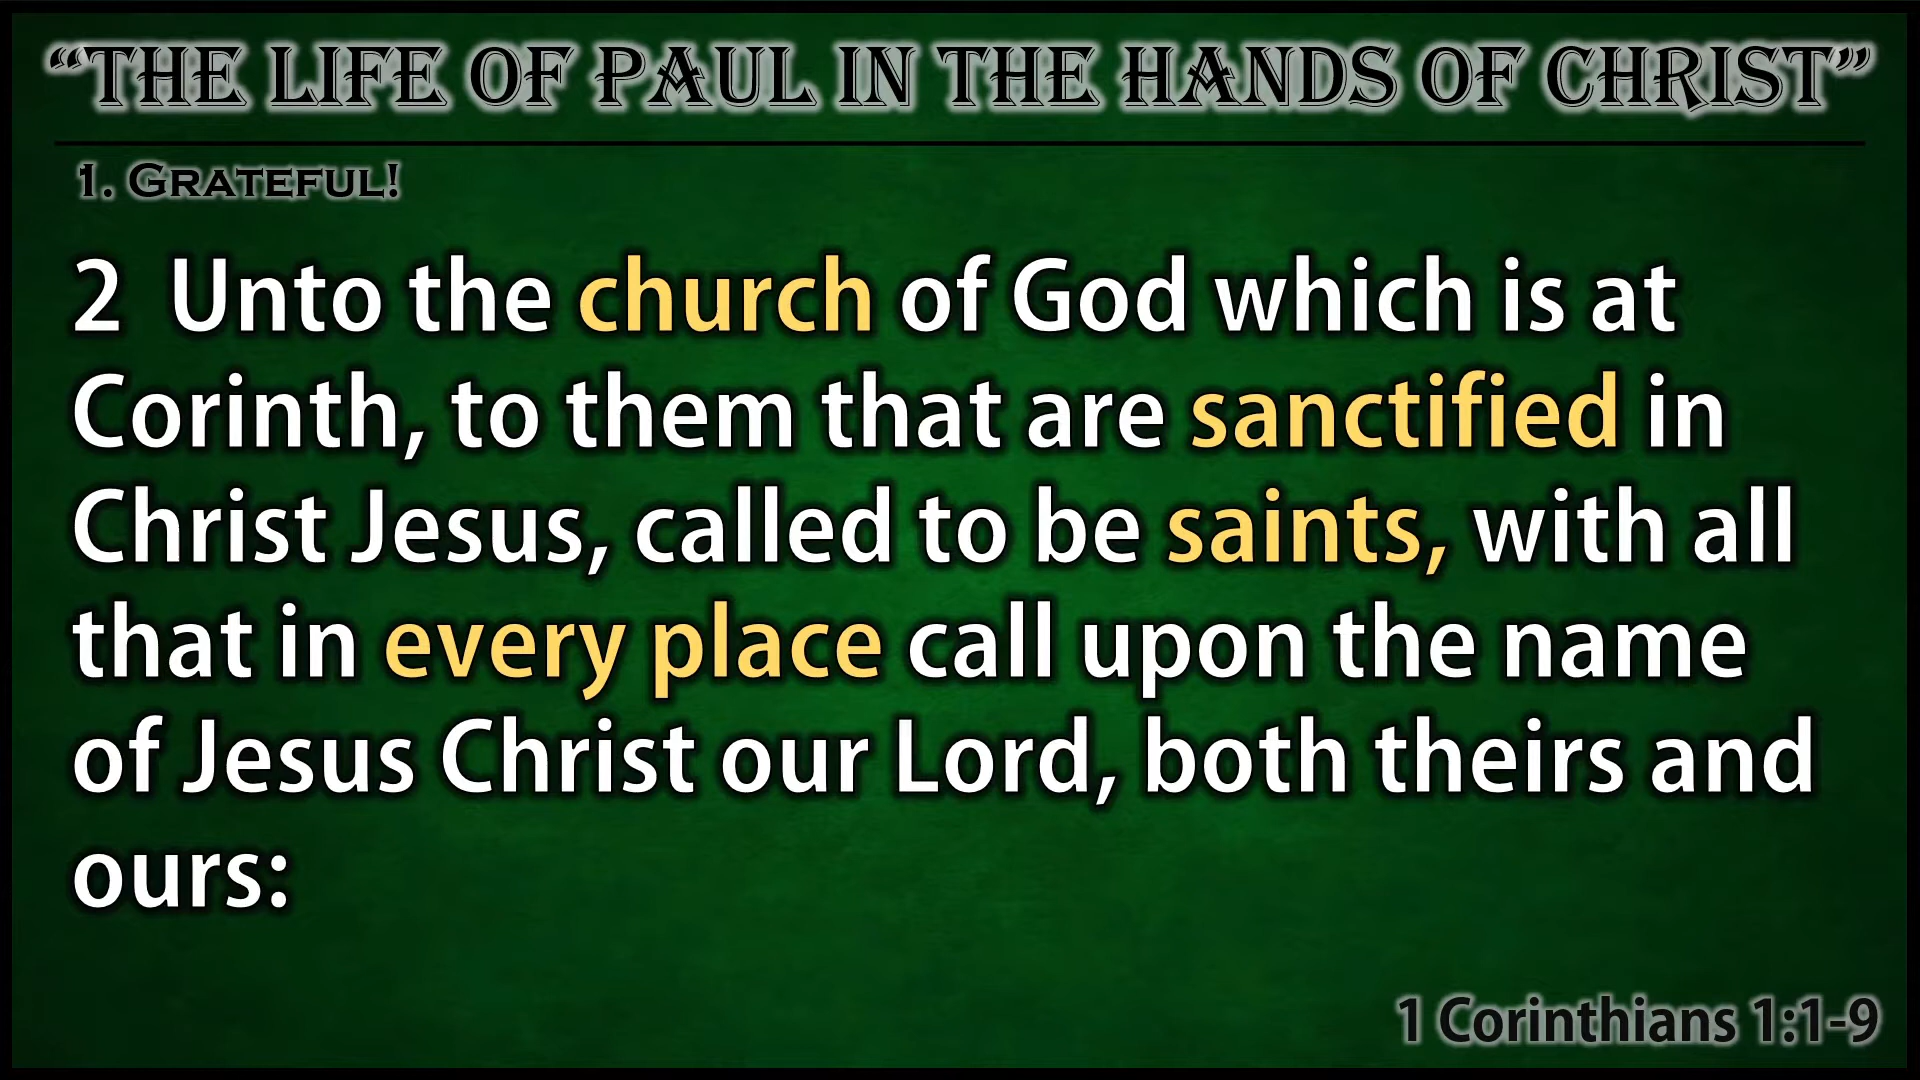 “THE LIFE OF PAUL IN THE HANDS OF CHRIST”
1. GRATEFUL!
2  Unto the church of God which is at
Corinth, to them that are sanctified in
Christ Jesus, called to be saints, with all
that in every place call upon the name
of Jesus Christ our Lord, both theirs and
ours:
1 Corinthians 1:1-9